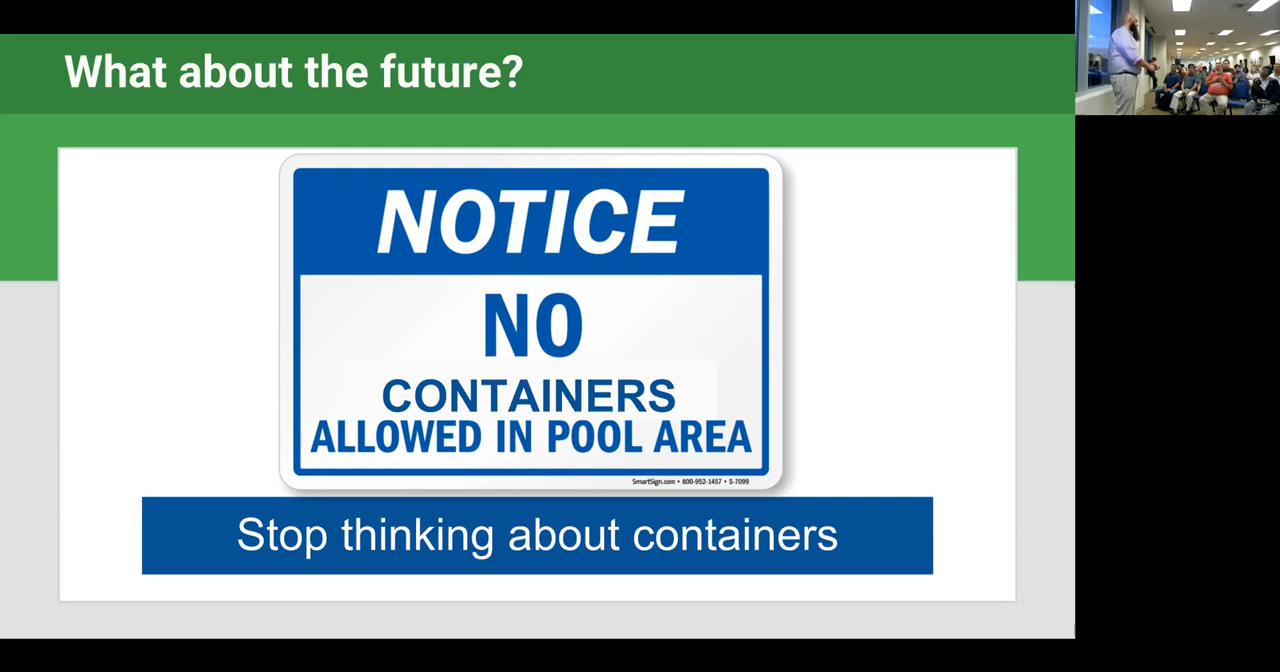 What about the future?
NOTICE
NO
CONTAINERS
ALLOWED IN POOL AREA
SmartSign.com • 800-952-1457 • S-7099
Stop thinking about containers